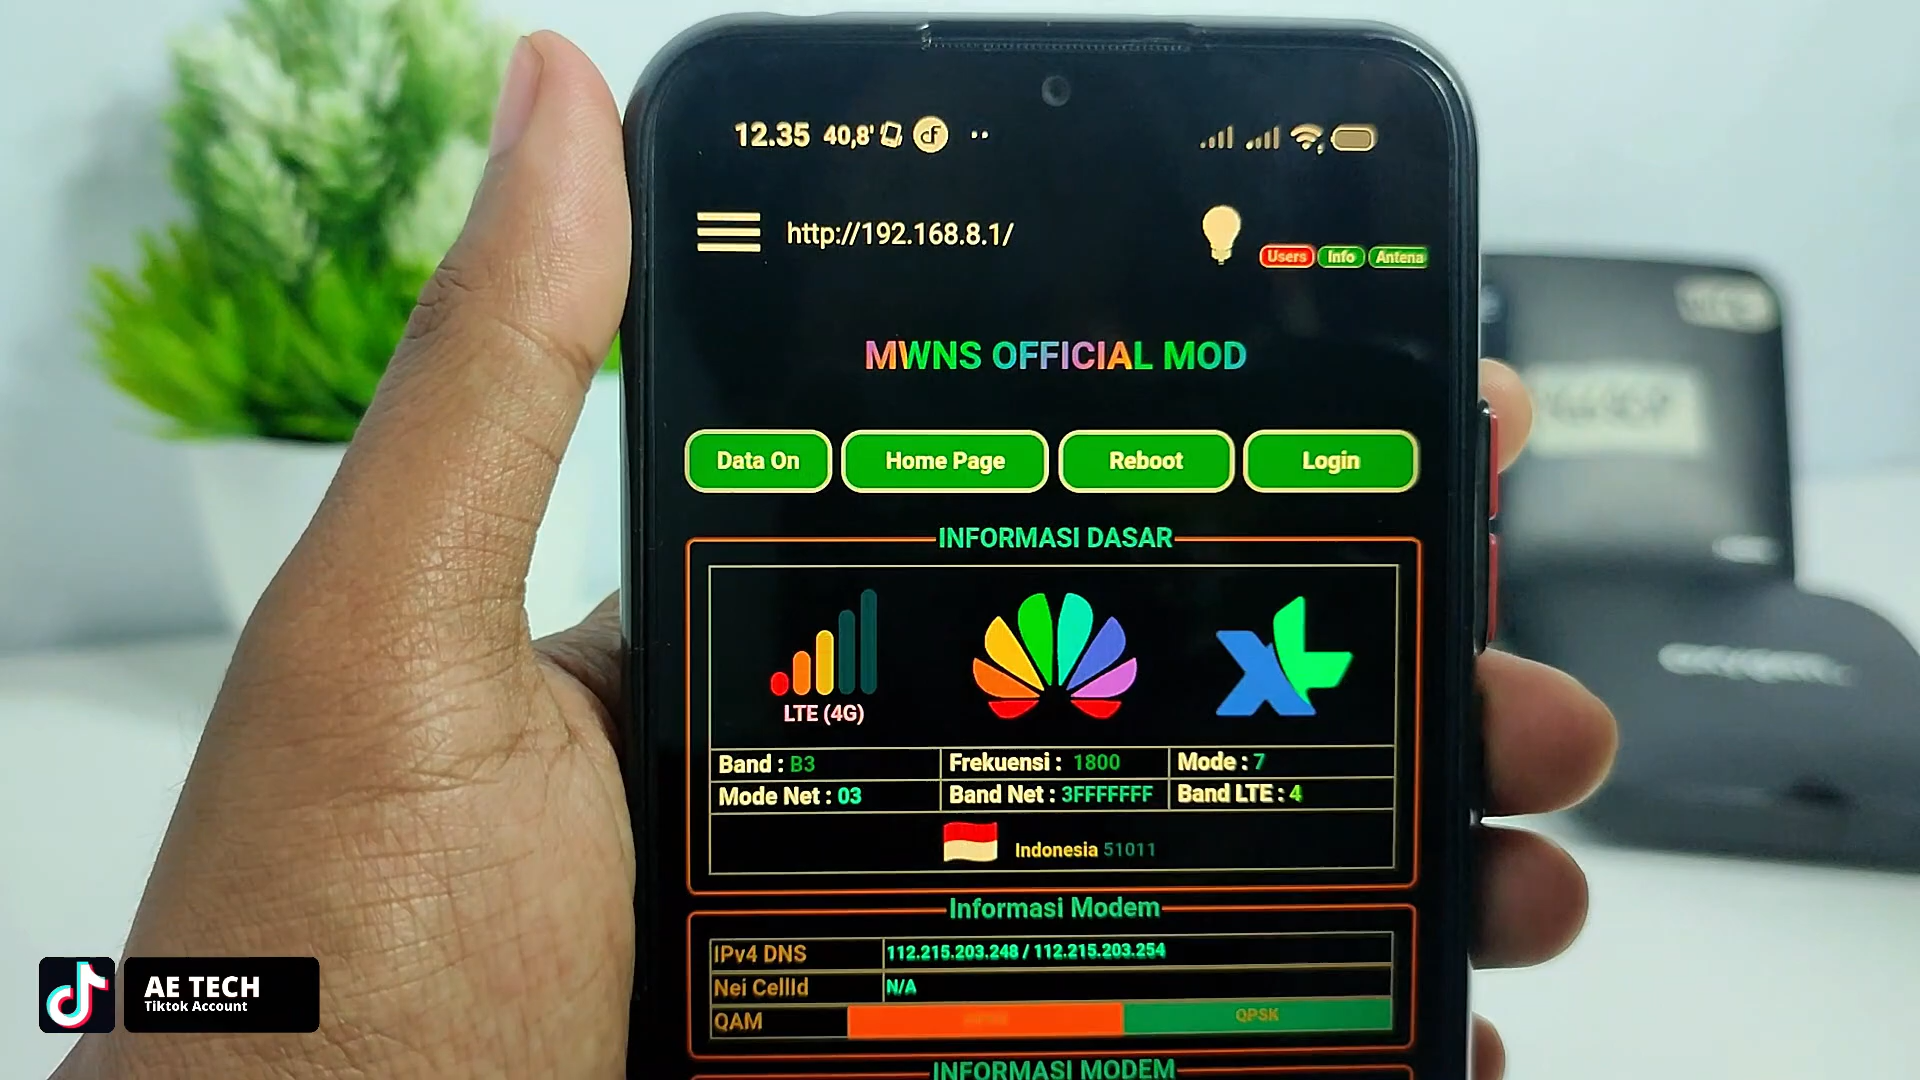 12.35 40,8'
http://192.168.8.1/
Users Info Antena
MWNS OFFICIAL MOD
Data On Home Page Reboot Login
INFORMASI DASAR
LTE (4G)
XL
Band : B3 Frekuensi : 1800 Mode : 7
Mode Net : 03 Band Net : 3FFFFFFF Band LTE : 4
Indonesia 51011
Informasi Modem
IPv4 DNS 112.215.203.248 / 112.215.203.254
Nei CellId N/A
QAM QPSK
INFORMASI MODEM
AE TECH
Tiktok Account